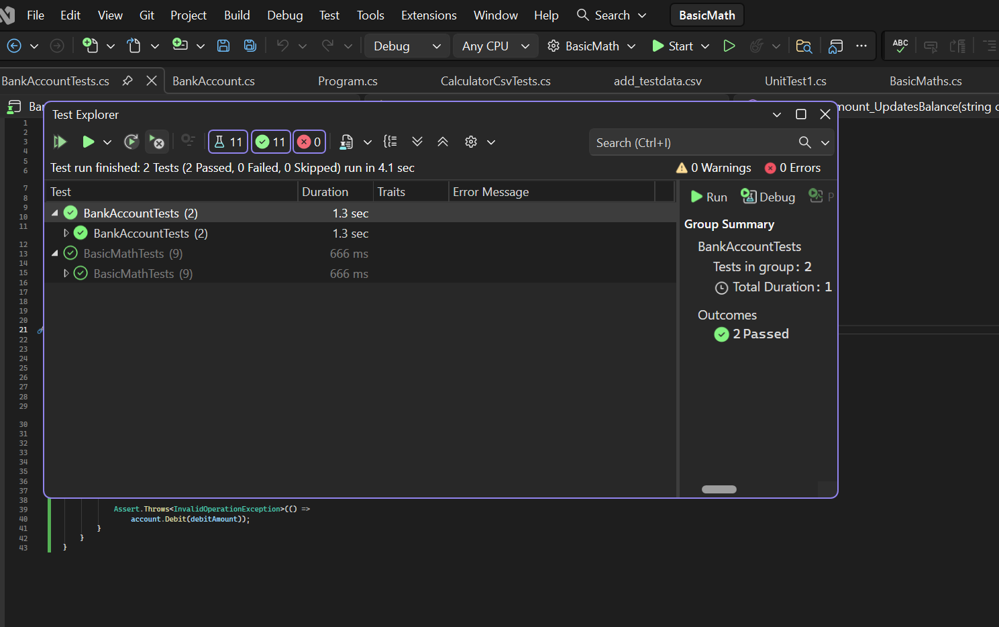 File Edit View Git Project Build Debug Test Tools Extensions Window Help Search BasicMath
Debug Any CPU BasicMath Start ABC
BankAccountTests.cs BankAccount.cs Program.cs CalculatorCsvTests.cs add_testdata.csv UnitTest1.cs BasicMaths.cs
Ba mount_UpdatesBalance(string
Test Explorer
11 11 0 Search (Ctrl+I)
Test run finished: 2 Tests (2 Passed, 0 Failed, 0 Skipped) run in 4.1 sec 0 Warnings 0 Errors
Test Duration Traits Error Message
BankAccountTests (2) 1.3 sec
BankAccountTests (2) 1.3 sec
BasicMathTests (9) 666 ms
BasicMathTests (9) 666 ms
Run Debug P
Group Summary
BankAccountTests
Tests in group: 2
Total Duration: 1
Outcomes
2 Passed
1
2
3
4
5
6
7
8
9
10
11
12
13
14
15
16
17
18
19
20
21
22
23
24
25
26
27
28
29
30
31
32
33
34
35
36
37
38
39 Assert.Throws<InvalidOperationException>(() =>
40 account.Debit(debitAmount));
41 }
42 }
43 }